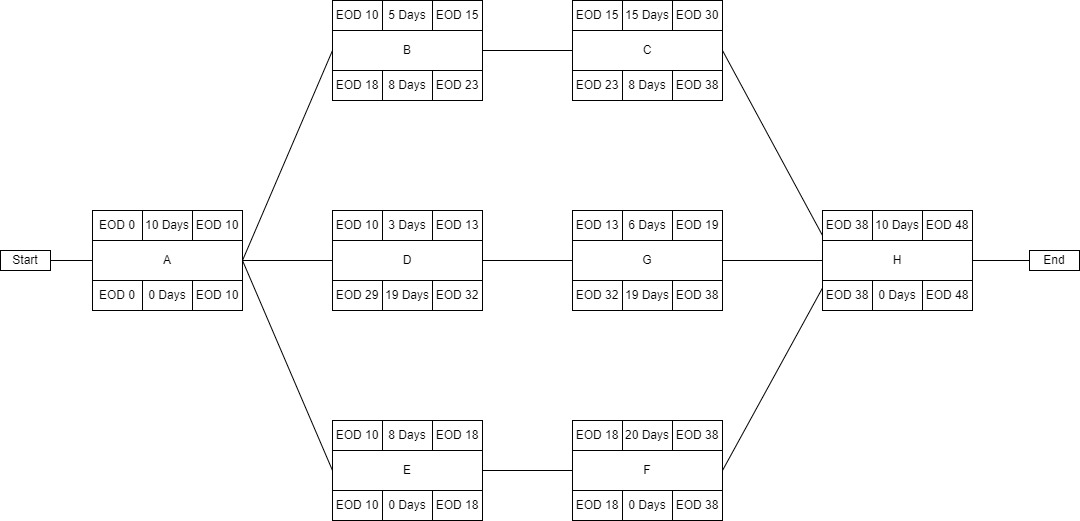 EOD 10 5 Days EOD 15
B
EOD 18 8 Days EOD 23
EOD 15 15 Days EOD 30
C
EOD 23 8 Days EOD 38
Start
EOD 0 10 Days EOD 10
A
EOD 0 0 Days EOD 10
EOD 10 3 Days EOD 13
D
EOD 29 19 Days EOD 32
EOD 13 6 Days EOD 19
G
EOD 32 19 Days EOD 38
EOD 38 10 Days EOD 48
H
EOD 38 0 Days EOD 48
End
EOD 10 8 Days EOD 18
E
EOD 10 0 Days EOD 18
EOD 18 20 Days EOD 38
F
EOD 18 0 Days EOD 38